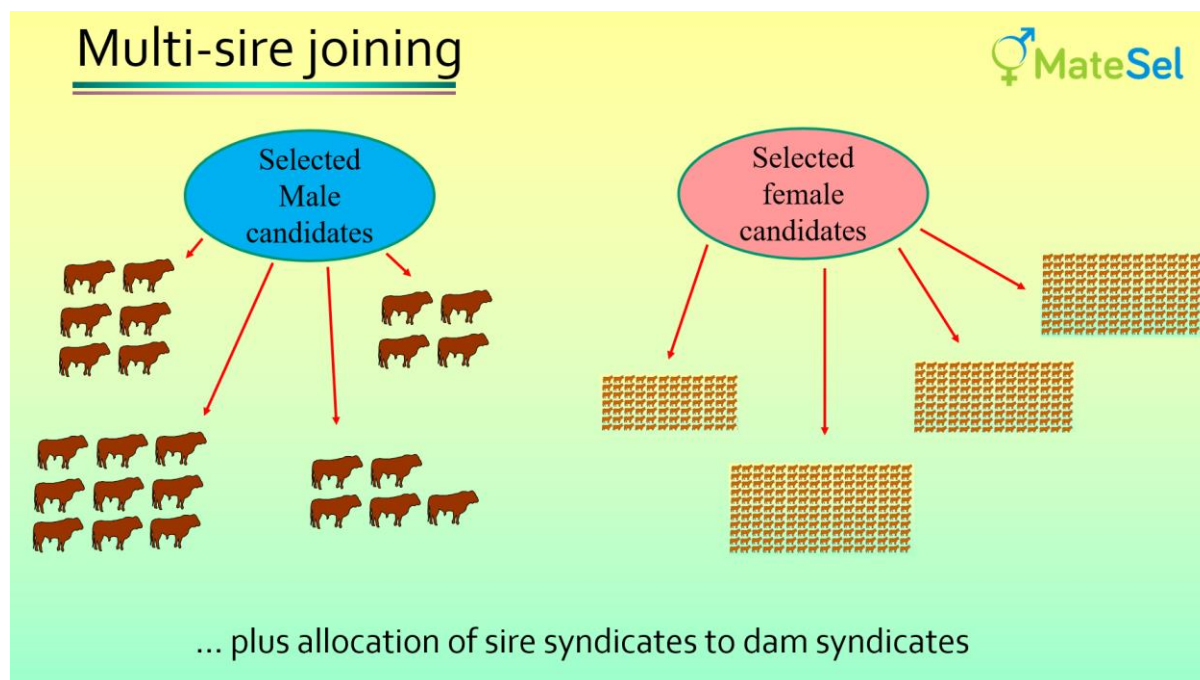 Multi-sire joining
MateSel
Selected
Male
candidates
Selected
female
candidates
... plus allocation of sire syndicates to dam syndicates